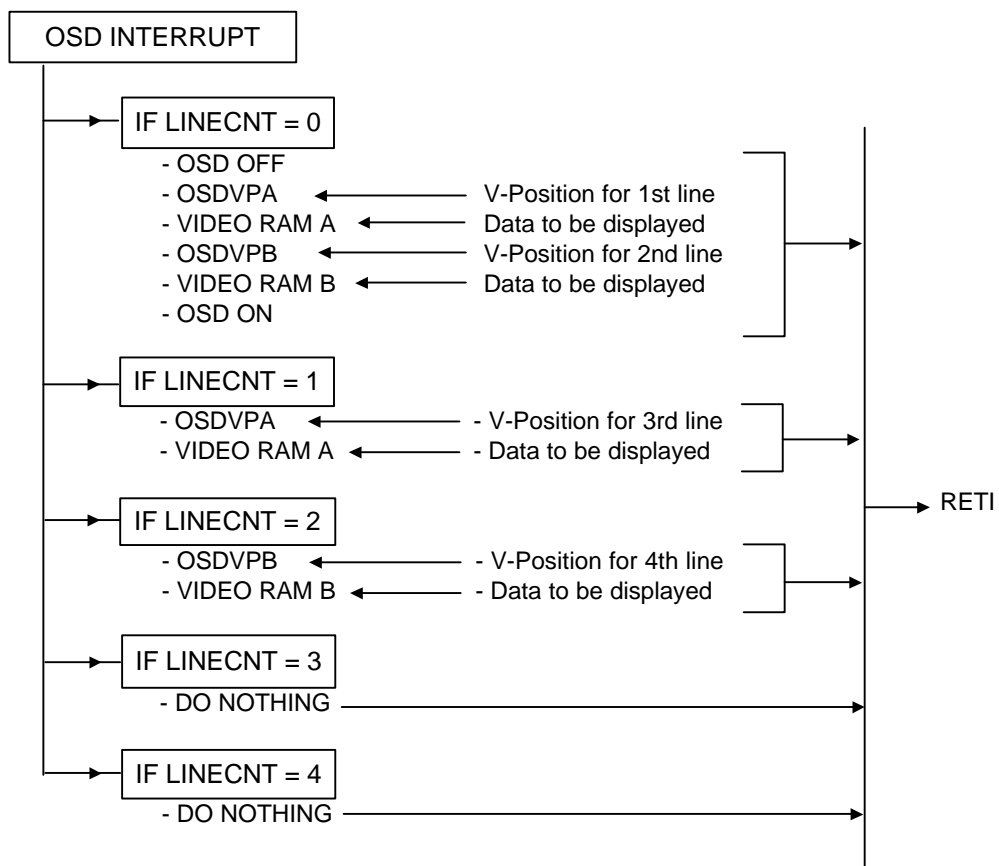 OSD INTERRUPT
IF LINECNT = 0
- OSD OFF
- OSDVPA V-Position for 1st line
- VIDEO RAM A Data to be displayed
- OSDVPB V-Position for 2nd line
- VIDEO RAM B Data to be displayed
- OSD ON
IF LINECNT = 1
- OSDVPA - V-Position for 3rd line
- VIDEO RAM A - Data to be displayed
RETI
IF LINECNT = 2
- OSDVPB - V-Position for 4th line
- VIDEO RAM B - Data to be displayed
IF LINECNT = 3
- DO NOTHING
IF LINECNT = 4
- DO NOTHING